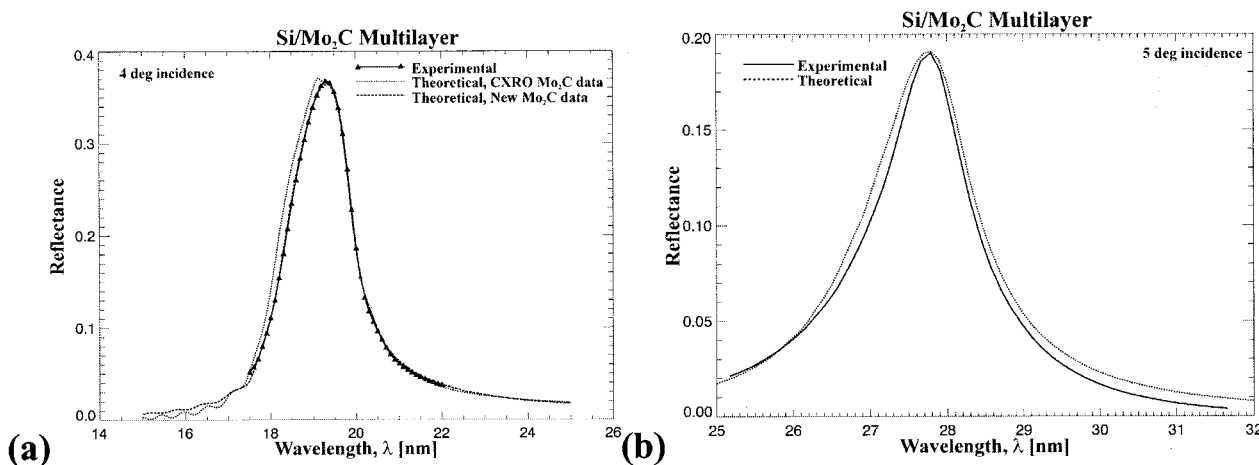 Si/Mo₂C Multilayer
4 deg incidence
Experimental
Theoretical, CXRO Mo₂C data
Theoretical, New Mo₂C data
Reflectance
0.4
0.3
0.2
0.1
0.0
14 16 18 20 22 24 26
Wavelength, λ [nm]
(a)
Si/Mo₂C Multilayer
5 deg incidence
Experimental
Theoretical
Reflectance
0.20
0.15
0.10
0.05
0.00
25 26 27 28 29 30 31 32
Wavelength, λ [nm]
(b)